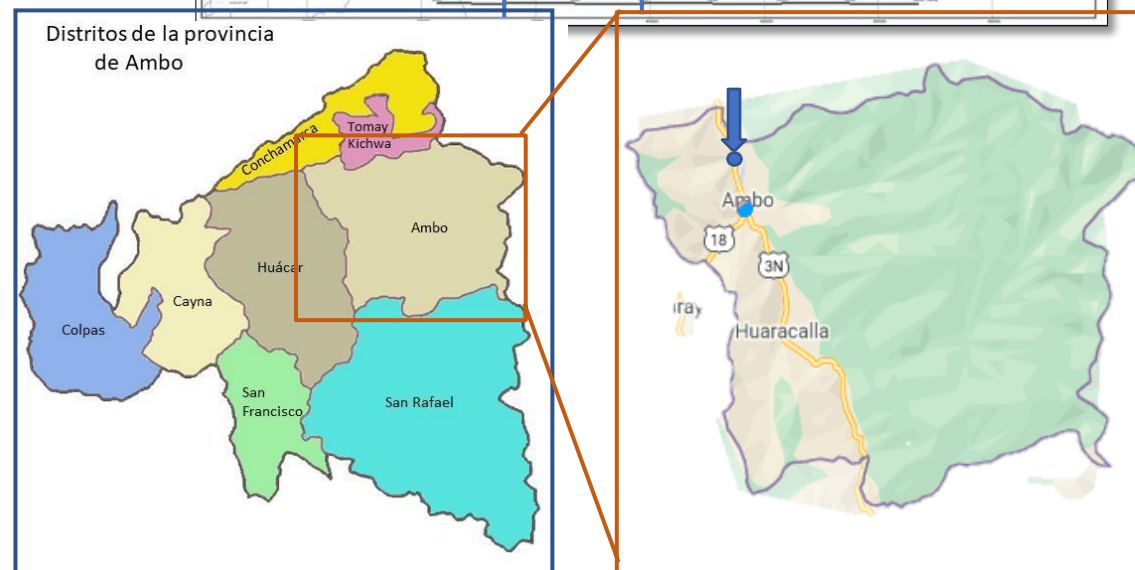 Distritos de la provincia
de Ambo
Conchamarca
Tomay
Kichwa
Ambo
Huácar
Cayna
Colpas
San
Francisco
San Rafael
Ambo
18
3N
ıray
Huaracalla